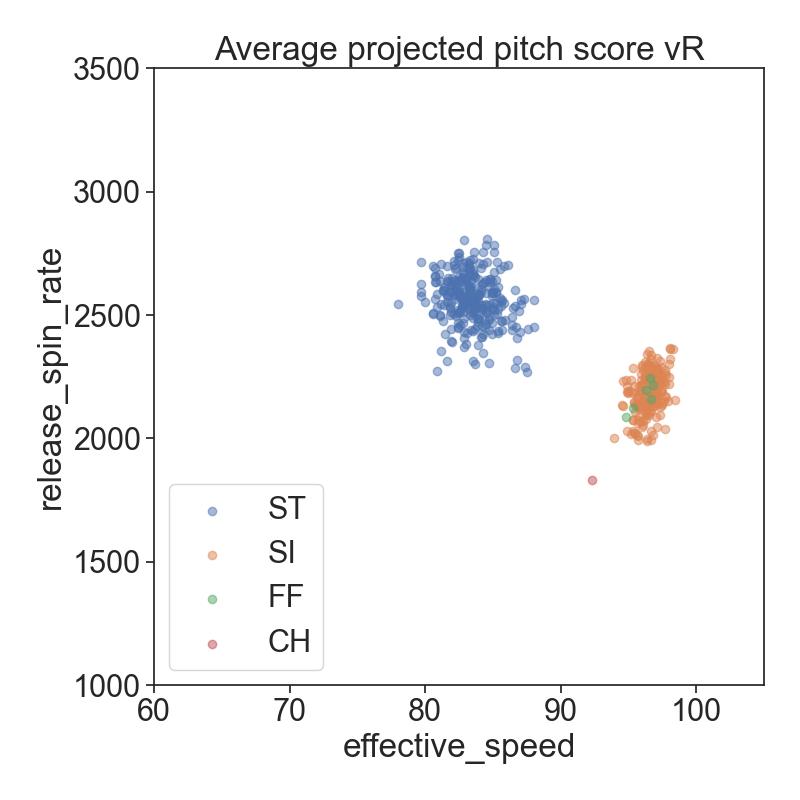 Average projected pitch score vR
3500
3000
2500
2000
1500
1000
release_spin_rate
ST
SI
FF
CH
60 70 80 90 100
effective_speed